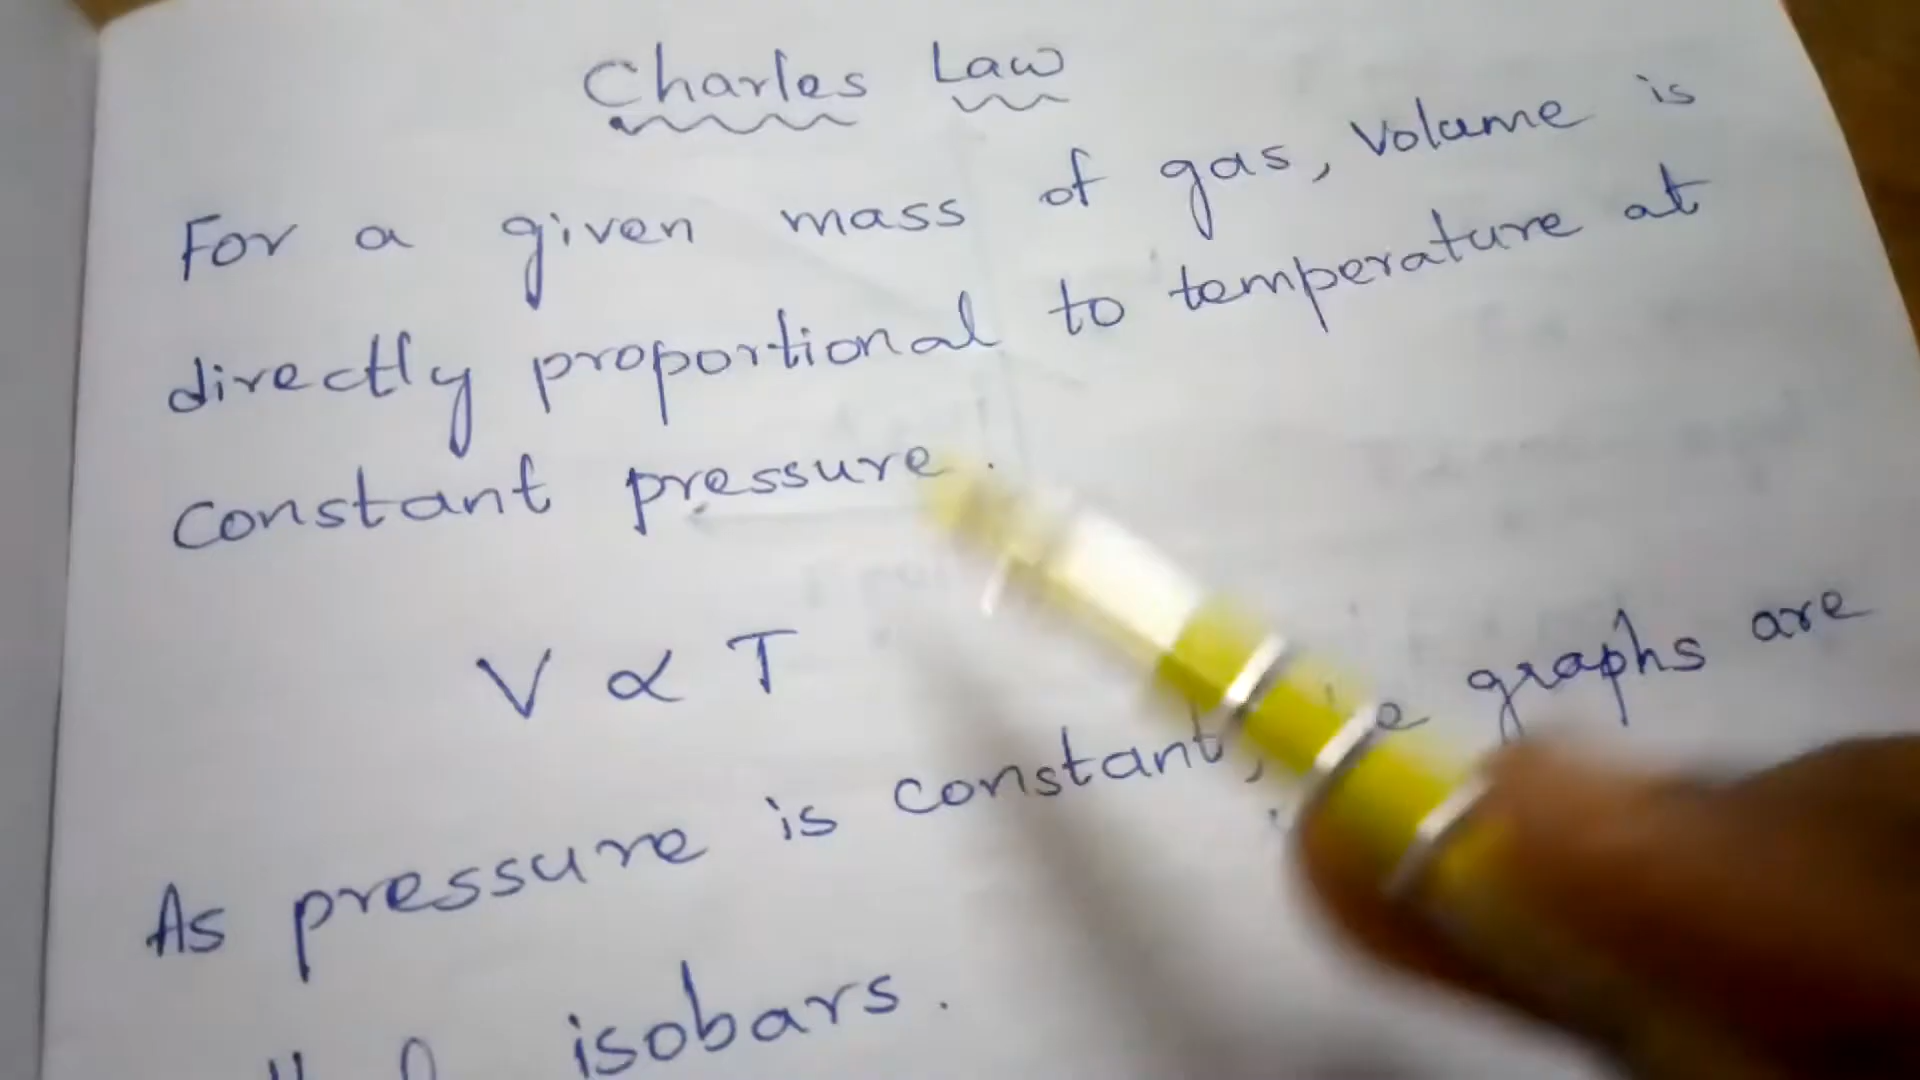 Charles Law
For a given mass of gas, volume is
directly proportional to temperature at
constant pressure.
V ∝ T
As pressure is constant, graphs are
isobars.